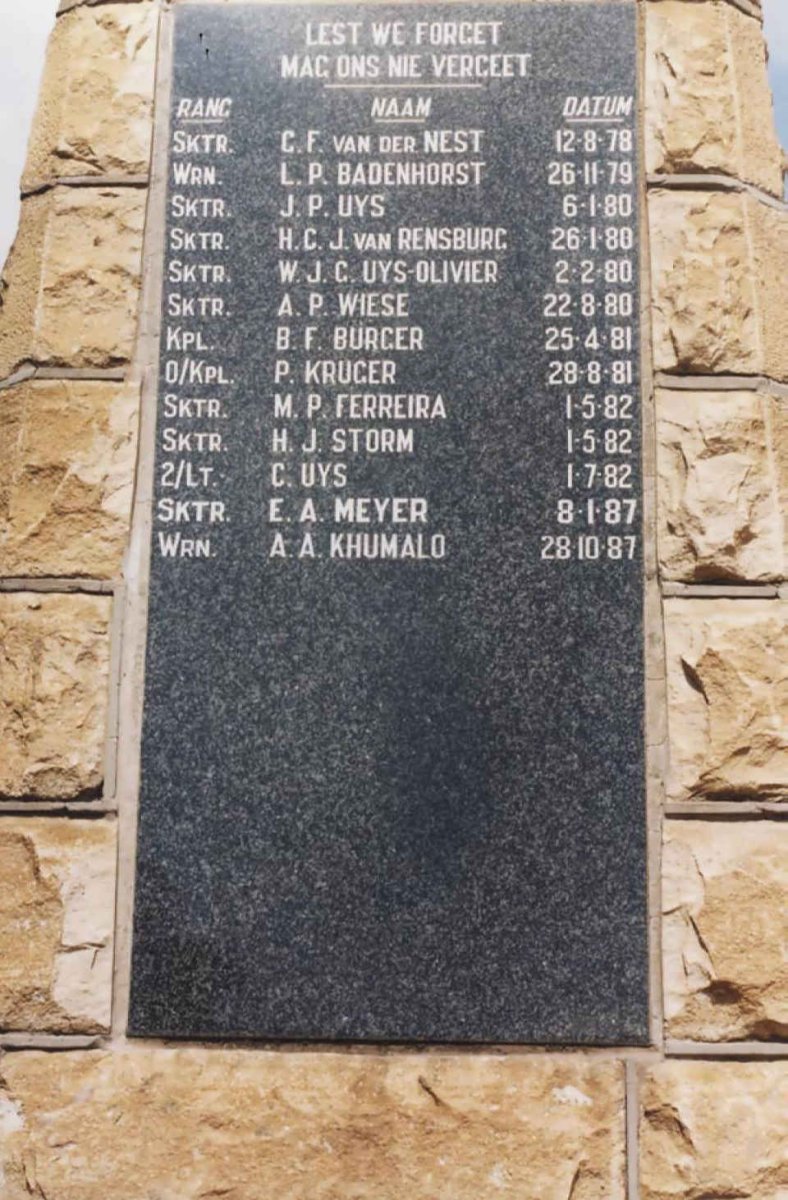 LEST WE FORGET
MAG ONS NIE VERGEET
RANG NAAM DATUM
SKTR. C. F. VAN DER NEST 12·8·78
WRN. L. P. BADENHORST 26·11·79
SKTR. J. P. UYS 6·1·80
SKTR. H. G. J. VAN RENSBURG 26·1·80
SKTR. W. J. C. UYS-OLIVIER 2·2·80
SKTR. A. P. WIESE 22·8·80
KPL. B. F. BURGER 25·4·81
O/KPL. P. KRUGER 28·8·81
SKTR. M. P. FERREIRA 1·5·82
SKTR. H. J. STORM 1·5·82
2/LT. C. UYS 1·7·82
SKTR. E. A. MEYER 8·1·87
WRN. A. A. KHUMALO 28·10·87